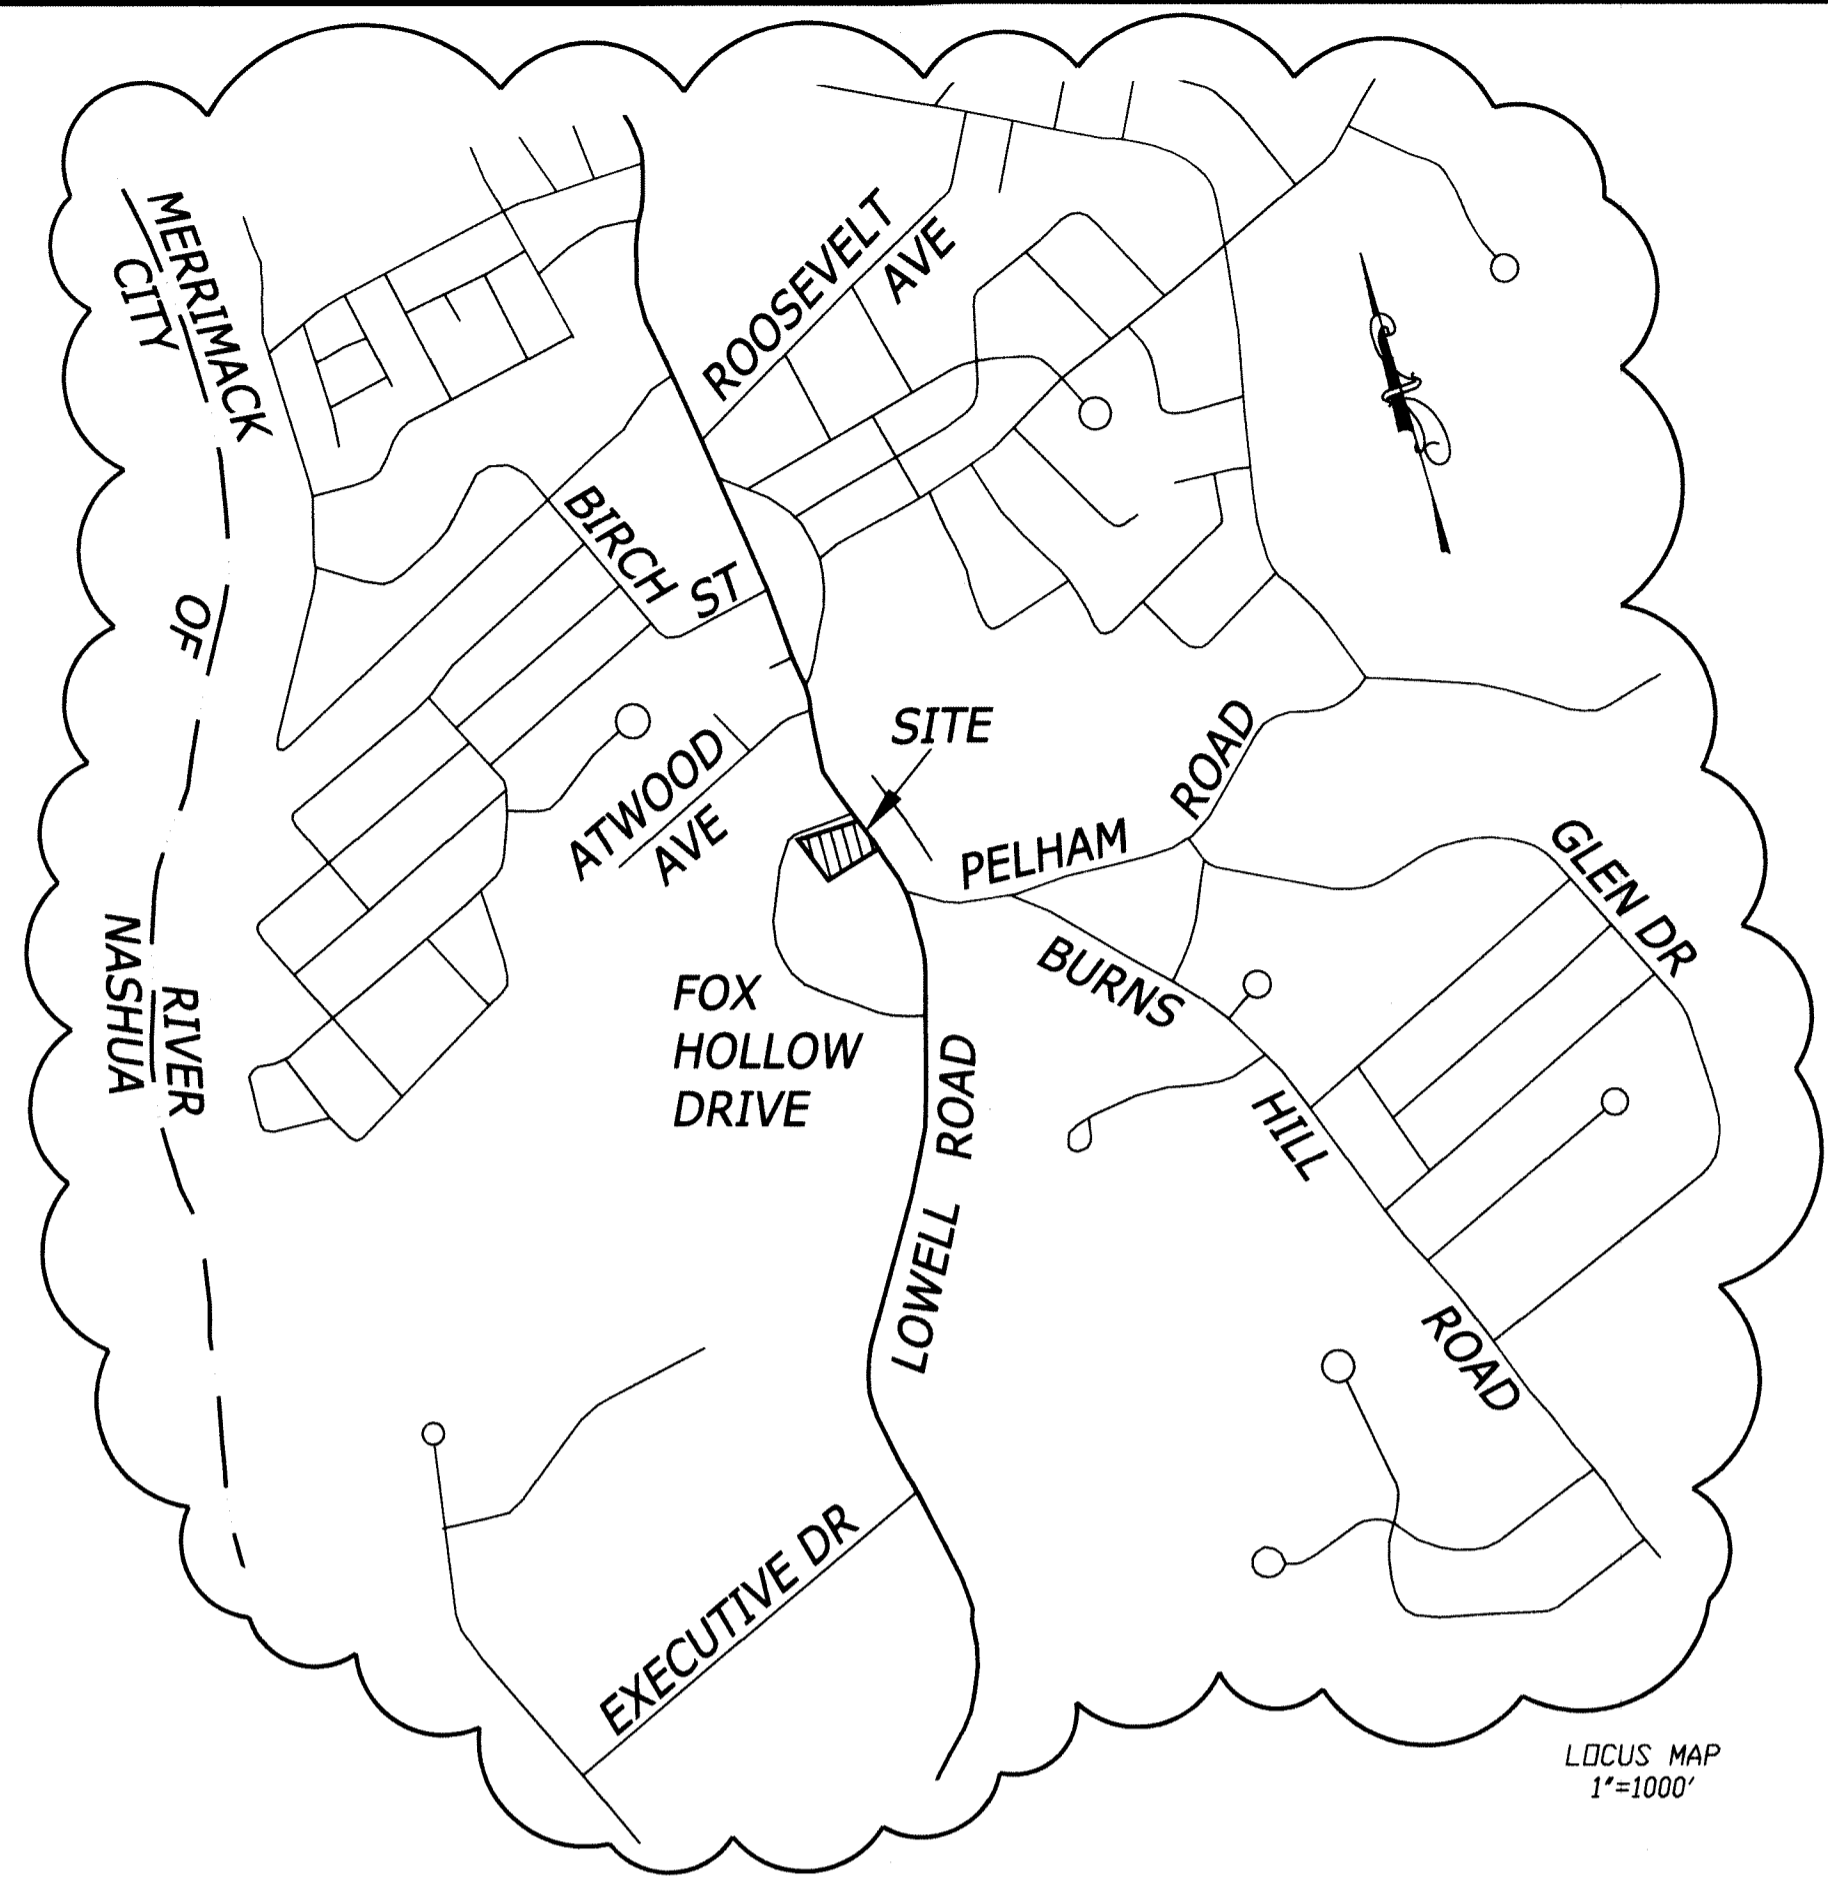 MERRIMACK
CITY
ROOSEVELT
AVE
BIRCH ST
OF
SITE
ATWOOD
AVE
PELHAM ROAD
GLEN DR
BURNS HILL ROAD
RIVER
NASHUA
FOX
HOLLOW
DRIVE
LOWELL ROAD
EXECUTIVE DR
LOCUS MAP
1"=1000'